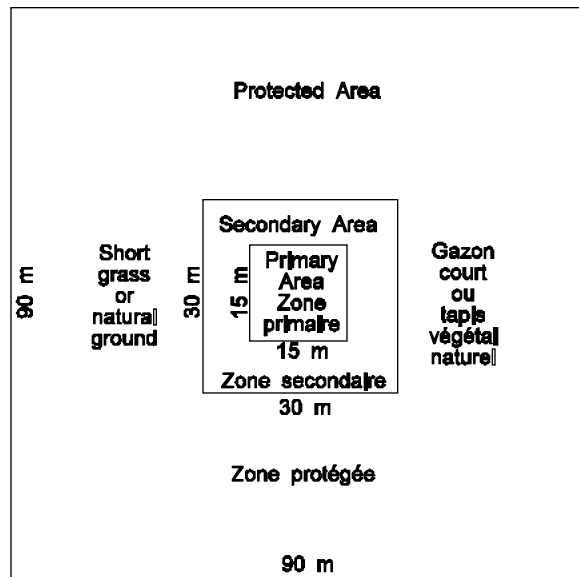 Protected Area
Secondary Area
Short
grass
or
natural
ground
90 m
30 m
15 m
Primary
Area
Zone
primaire
15 m
Gazon
court
ou
tapis
végétal
naturel
Zone secondaire
30 m
Zone protégée
90 m